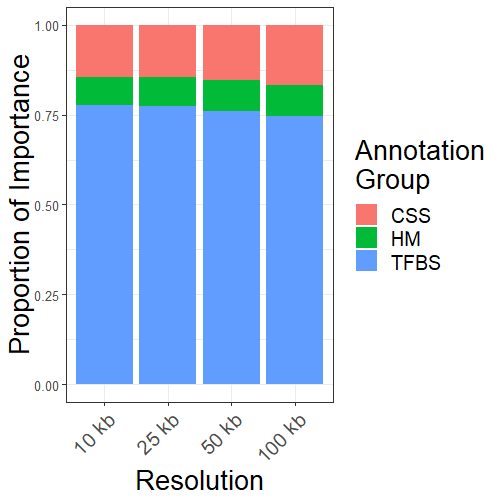 Proportion of Importance
1.00
0.75
0.50
0.25
0.00
10 kb
25 kb
50 kb
100 kb
Resolution
Annotation
Group
CSS
HM
TFBS